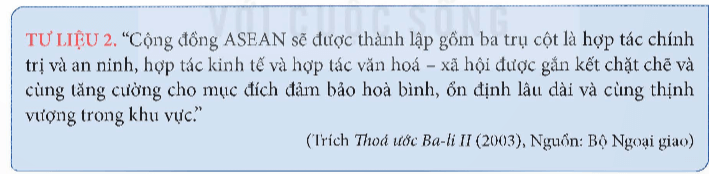 VỚI CUỘC SỐNG
TƯ LIỆU 2. “Cộng đồng ASEAN sẽ được thành lập gồm ba trụ cột là hợp tác chính
trị và an ninh, hợp tác kinh tế và hợp tác văn hoá – xã hội được gắn kết chặt chẽ và
cùng tăng cường cho mục đích đảm bảo hoà bình, ổn định lâu dài và cùng thịnh
vượng trong khu vực.”
(Trích Thoả ước Ba-li II (2003), Nguồn: Bộ Ngoại giao)